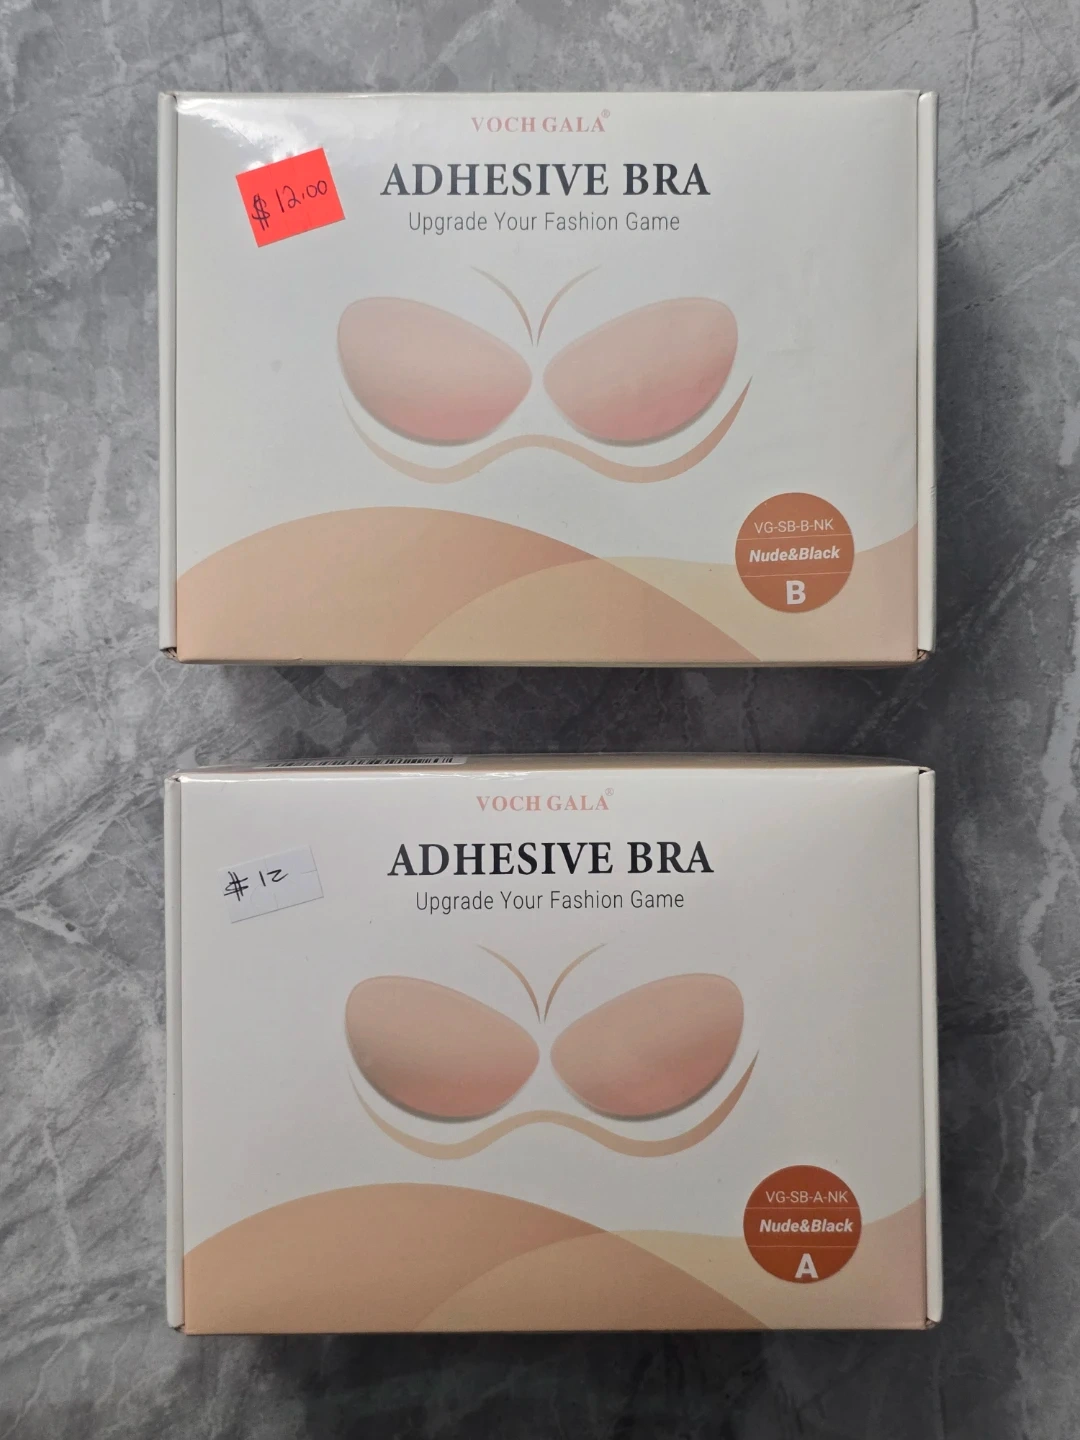 VOCH GALA®
ADHESIVE BRA
$12.00
Upgrade Your Fashion Game
VG-SB-B-NK
Nude&Black
B
VOCH GALA®
ADHESIVE BRA
$12
Upgrade Your Fashion Game
VG-SB-A-NK
Nude&Black
A